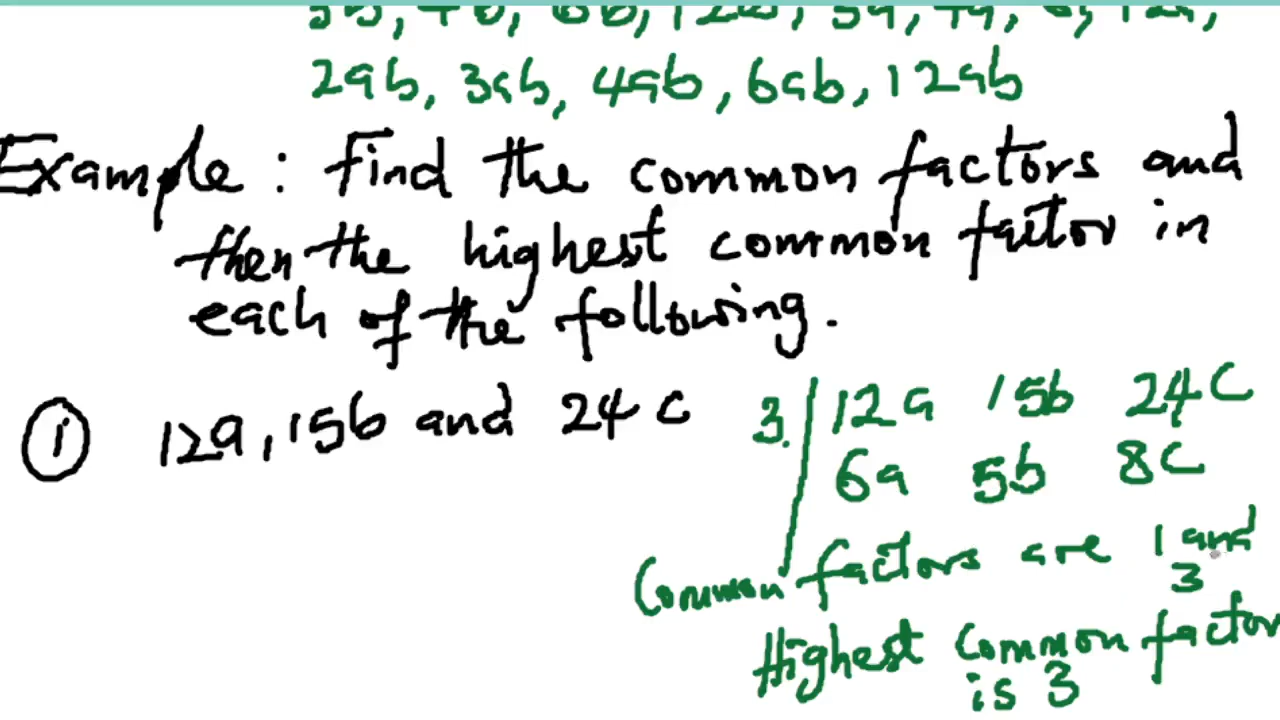 2ab, 3ab, 4ab, 6ab, 12ab
Example: Find the common factors and
then the highest common factor in
each of the following.
① 12a, 15b and 24c
3. 12a 15b 24c
6a 5b 8c
Common factors are 1 and
3
Highest common factor
is 3